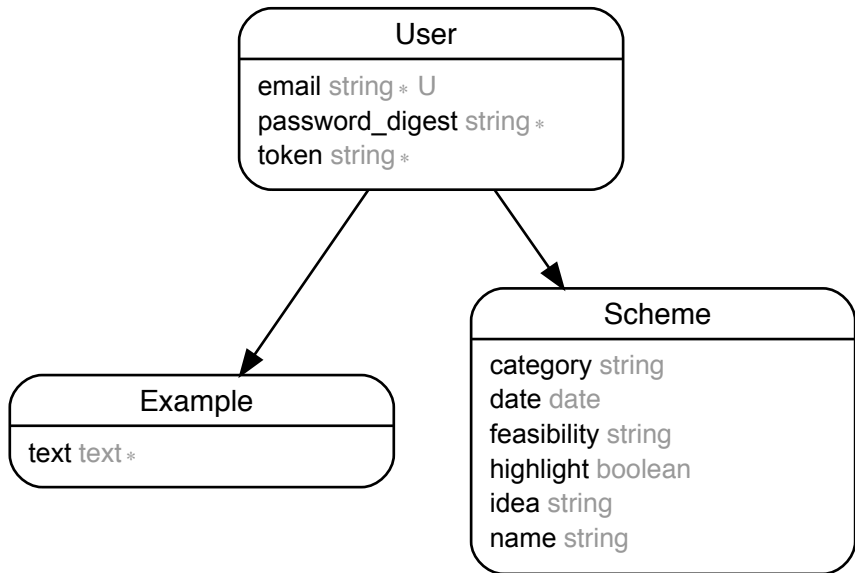 User
email string* U
password_digest string*
token string*
Example
text text*
Scheme
category string
date date
feasibility string
highlight boolean
idea string
name string